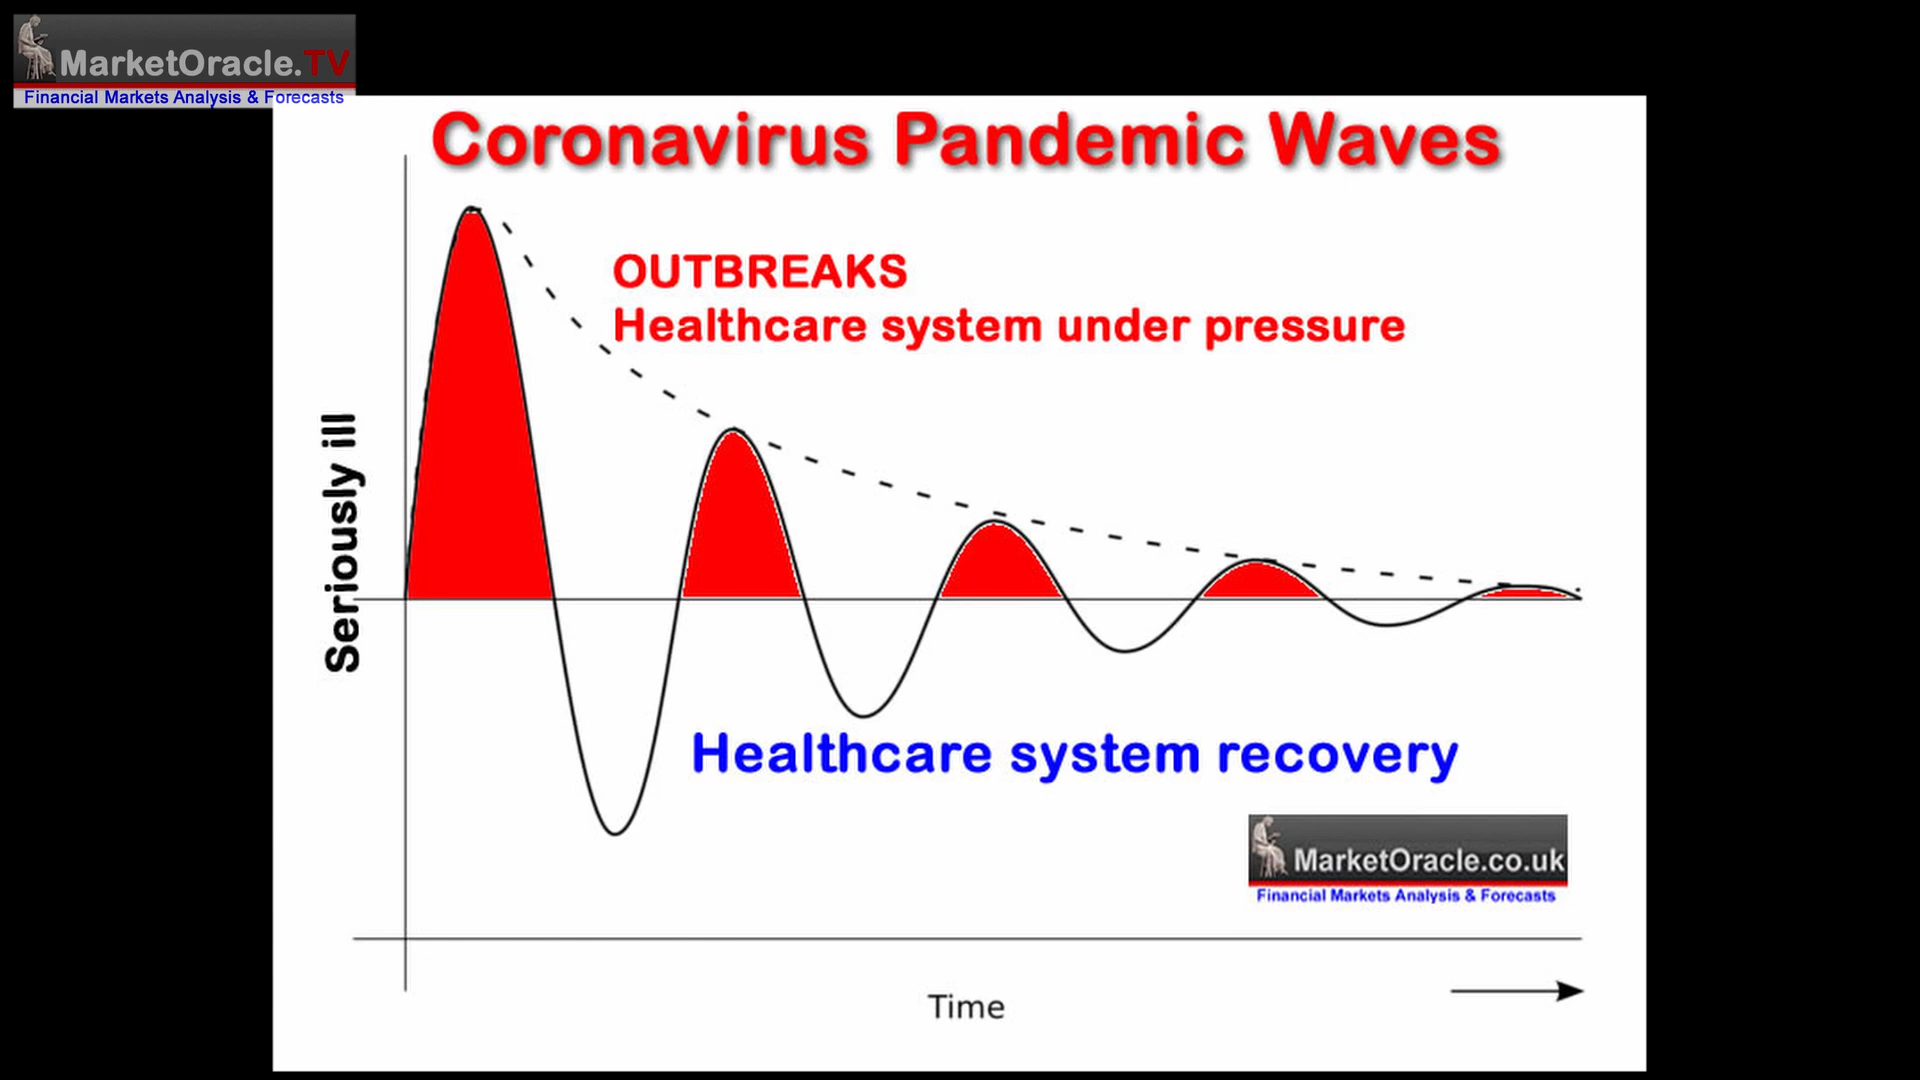 MarketOracle.TV
Financial Markets Analysis & Forecasts
Coronavirus Pandemic Waves
OUTBREAKS
Healthcare system under pressure
Seriously ill
Healthcare system recovery
MarketOracle.co.uk
Financial Markets Analysis & Forecasts
Time